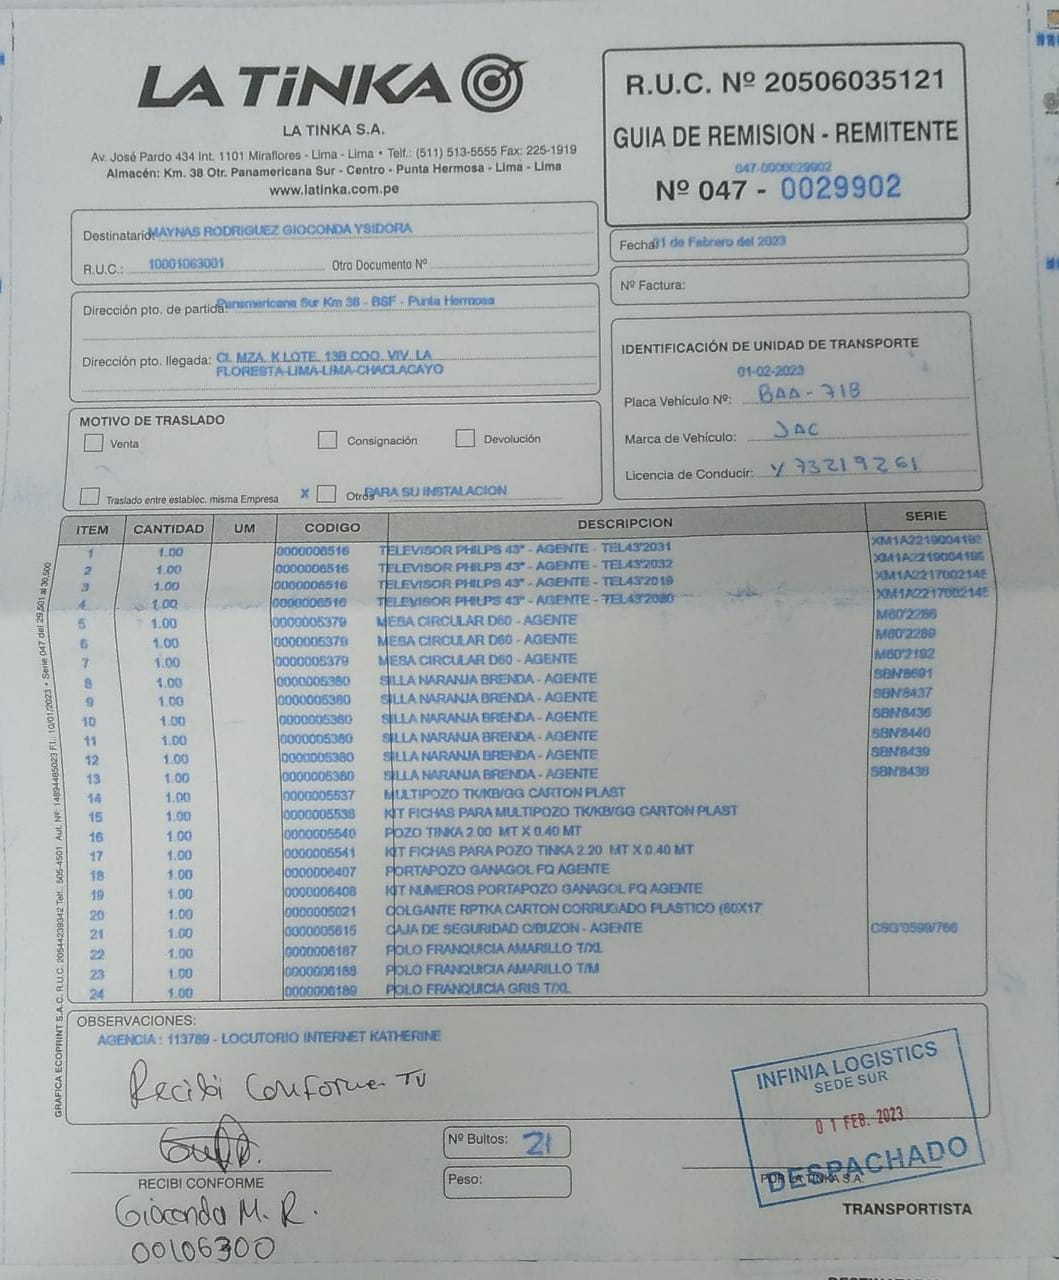 LA TiNKA
LA TINKA S.A.
Av. José Pardo 434 Int. 1101 Miraflores - Lima - Lima • Telf.: (511) 513-5555 Fax: 225-1919
Almacén: Km. 38 Otr. Panamericana Sur - Centro - Punta Hermosa - Lima - Lima
www.latinka.com.pe
R.U.C. Nº 20506035121
GUIA DE REMISION - REMITENTE
047-0000029902
Nº 047 - 0029902
Destinatario: MAYNAS RODRIGUEZ GIOCONDA YSIDORA
R.U.C.: 10001063001 Otro Documento Nº
Fecha: 01 de Febrero del 2023
Nº Factura:
Dirección pto. de partida: Panamericana Sur Km 38 - BSF - Punta Hermosa
Dirección pto. llegada: CL MZA. K LOTE. 13B COO. VIV. LA
FLORESTA-LIMA-LIMA-CHACLACAYO
IDENTIFICACIÓN DE UNIDAD DE TRANSPORTE
01-02-2023
Placa Vehículo Nº: BAA-718
Marca de Vehículo: JAC
Licencia de Conducir: Y 73219261
MOTIVO DE TRASLADO
Venta Consignación Devolución
Traslado entre establec. misma Empresa X Otros PARA SU INSTALACION
ITEM CANTIDAD UM CODIGO DESCRIPCION SERIE
1 1.00 0000006516 TELEVISOR PHILPS 43" - AGENTE - TEL43'2031 XM1A2219004192
2 1.00 0000006516 TELEVISOR PHILPS 43" - AGENTE - TEL43'2032 XM1A2219004195
3 1.00 0000006516 TELEVISOR PHILPS 43" - AGENTE - TEL43'2019 XM1A221700214E
4 1.00 0000006516 TELEVISOR PHILPS 43" - AGENTE - TEL43'2080 XM1A221700214E
5 1.00 0000005379 MESA CIRCULAR D60 - AGENTE M60'2286
6 1.00 0000005379 MESA CIRCULAR D60 - AGENTE M60'2289
7 1.00 0000005379 MESA CIRCULAR D60 - AGENTE M60'2192
8 1.00 0000005380 SILLA NARANJA BRENDA - AGENTE SBN'8691
9 1.00 0000005380 SILLA NARANJA BRENDA - AGENTE SBN'8437
10 1.00 0000005380 SILLA NARANJA BRENDA - AGENTE SBN'8436
11 1.00 0000005380 SILLA NARANJA BRENDA - AGENTE SBN'8440
12 1.00 0000005380 SILLA NARANJA BRENDA - AGENTE SBN'8439
13 1.00 0000005380 SILLA NARANJA BRENDA - AGENTE SBN'8438
14 1.00 0000005537 MULTIPOZO TK/KB/GG CARTON PLAST
15 1.00 0000005538 KIT FICHAS PARA MULTIPOZO TK/KB/GG CARTON PLAST
16 1.00 0000005540 POZO TINKA 2.00 MT X 0.40 MT
17 1.00 0000005541 KIT FICHAS PARA POZO TINKA 2.20 MT X 0.40 MT
18 1.00 0000006407 PORTAPOZO GANAGOL FQ AGENTE
19 1.00 0000006408 KIT NUMEROS PORTAPOZO GANAGOL FQ AGENTE
20 1.00 0000005021 COLGANTE RPTKA CARTON CORRUGADO PLASTICO (60X17
21 1.00 0000005615 CAJA DE SEGURIDAD C/BUZON - AGENTE CSG'0599/766
22 1.00 0000006187 POLO FRANQUICIA AMARILLO T/XL
23 1.00 0000006188 POLO FRANQUICIA AMARILLO T/M
24 1.00 0000006189 POLO FRANQUICIA GRIS T/XL
GRAFICA ECOPRINT S.A.C. R.U.C. 20544239342 Telf.: 505-4501 Aut. Nº: 14894485023 F.I.: 10/01/2023 • Serie 047 del 29,501 al 30,500
OBSERVACIONES:
AGENCIA : 113789 - LOCUTORIO INTERNET KATHERINE
Recibi Conforme TV
INFINIA LOGISTICS
SEDE SUR
01 FEB. 2023
DESPACHADO
Nº Bultos: 21
Peso:
RECIBI CONFORME
Gioconda M. R.
00106300
POR LA TINKA S.A.
TRANSPORTISTA